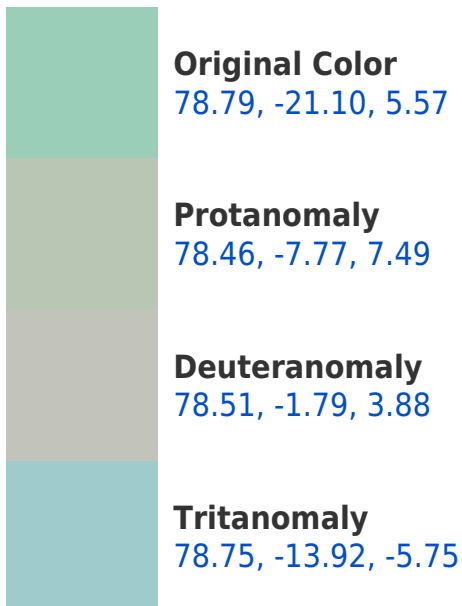 Original Color
78.79, -21.10, 5.57
Protanomaly
78.46, -7.77, 7.49
Deuteranomaly
78.51, -1.79, 3.88
Tritanomaly
78.75, -13.92, -5.75